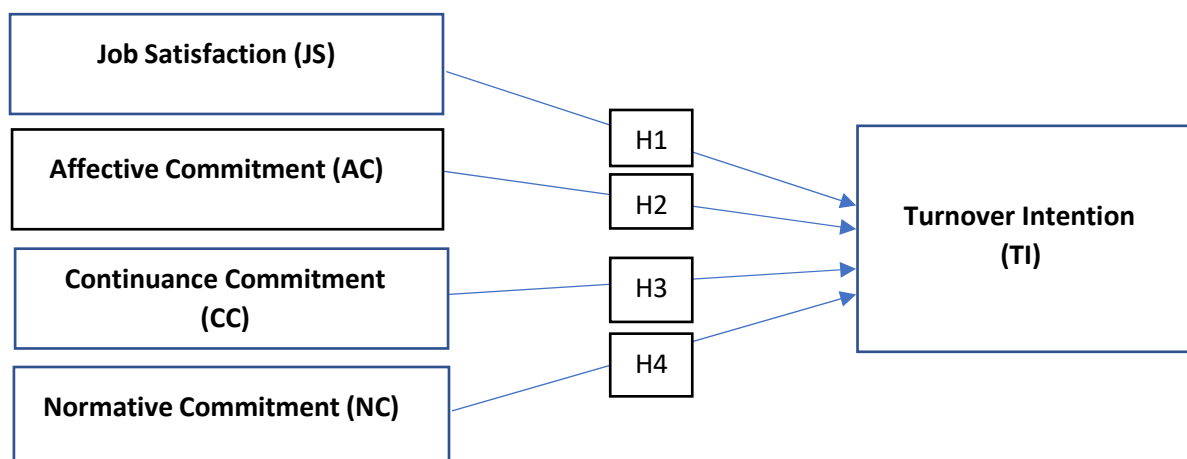 Job Satisfaction (JS)
H1
Affective Commitment (AC)
H2
Turnover Intention
(TI)
Continuance Commitment
(CC)
H3
H4
Normative Commitment (NC)